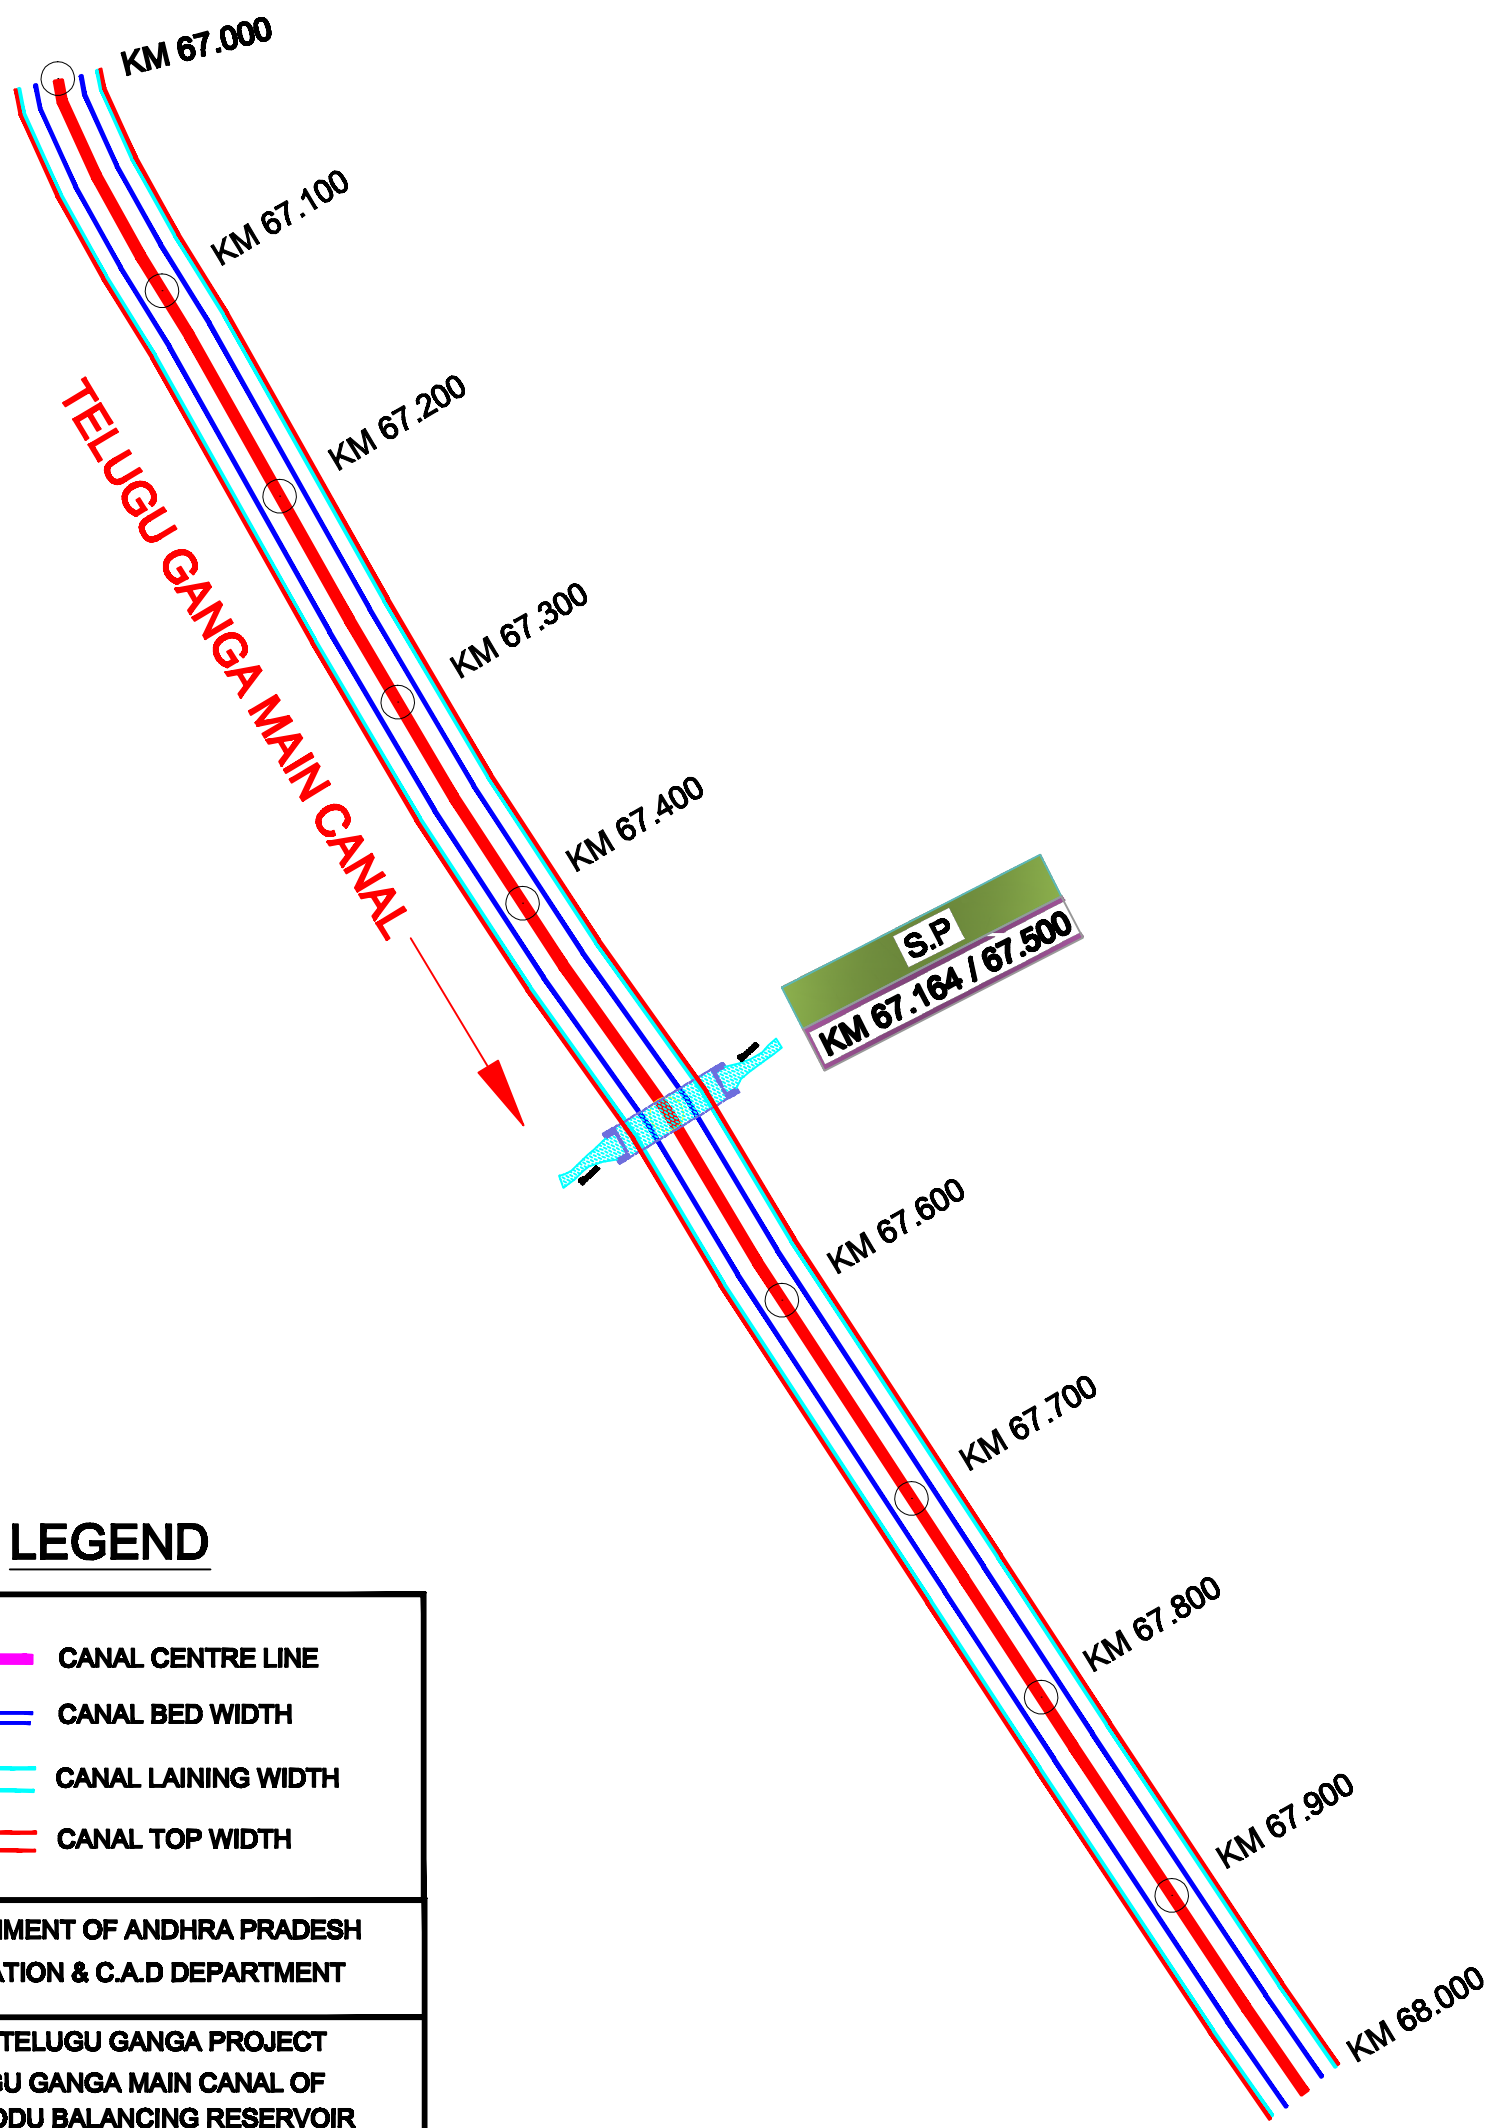 KM 67.000
KM 67.100
KM 67.200
TELUGU GANGA MAIN CANAL
KM 67.300
KM 67.400
S.P
KM 67.164 / 67.500
KM 67.600
KM 67.700
KM 67.800
KM 67.900
KM 68.000
LEGEND
CANAL CENTRE LINE
CANAL BED WIDTH
CANAL LAINING WIDTH
CANAL TOP WIDTH
OF ANDHRA PRADESH
& C.A.D DEPARTMENT
TELUGU GANGA PROJECT
GANGA MAIN CANAL OF
BALANCING RESERVOIR